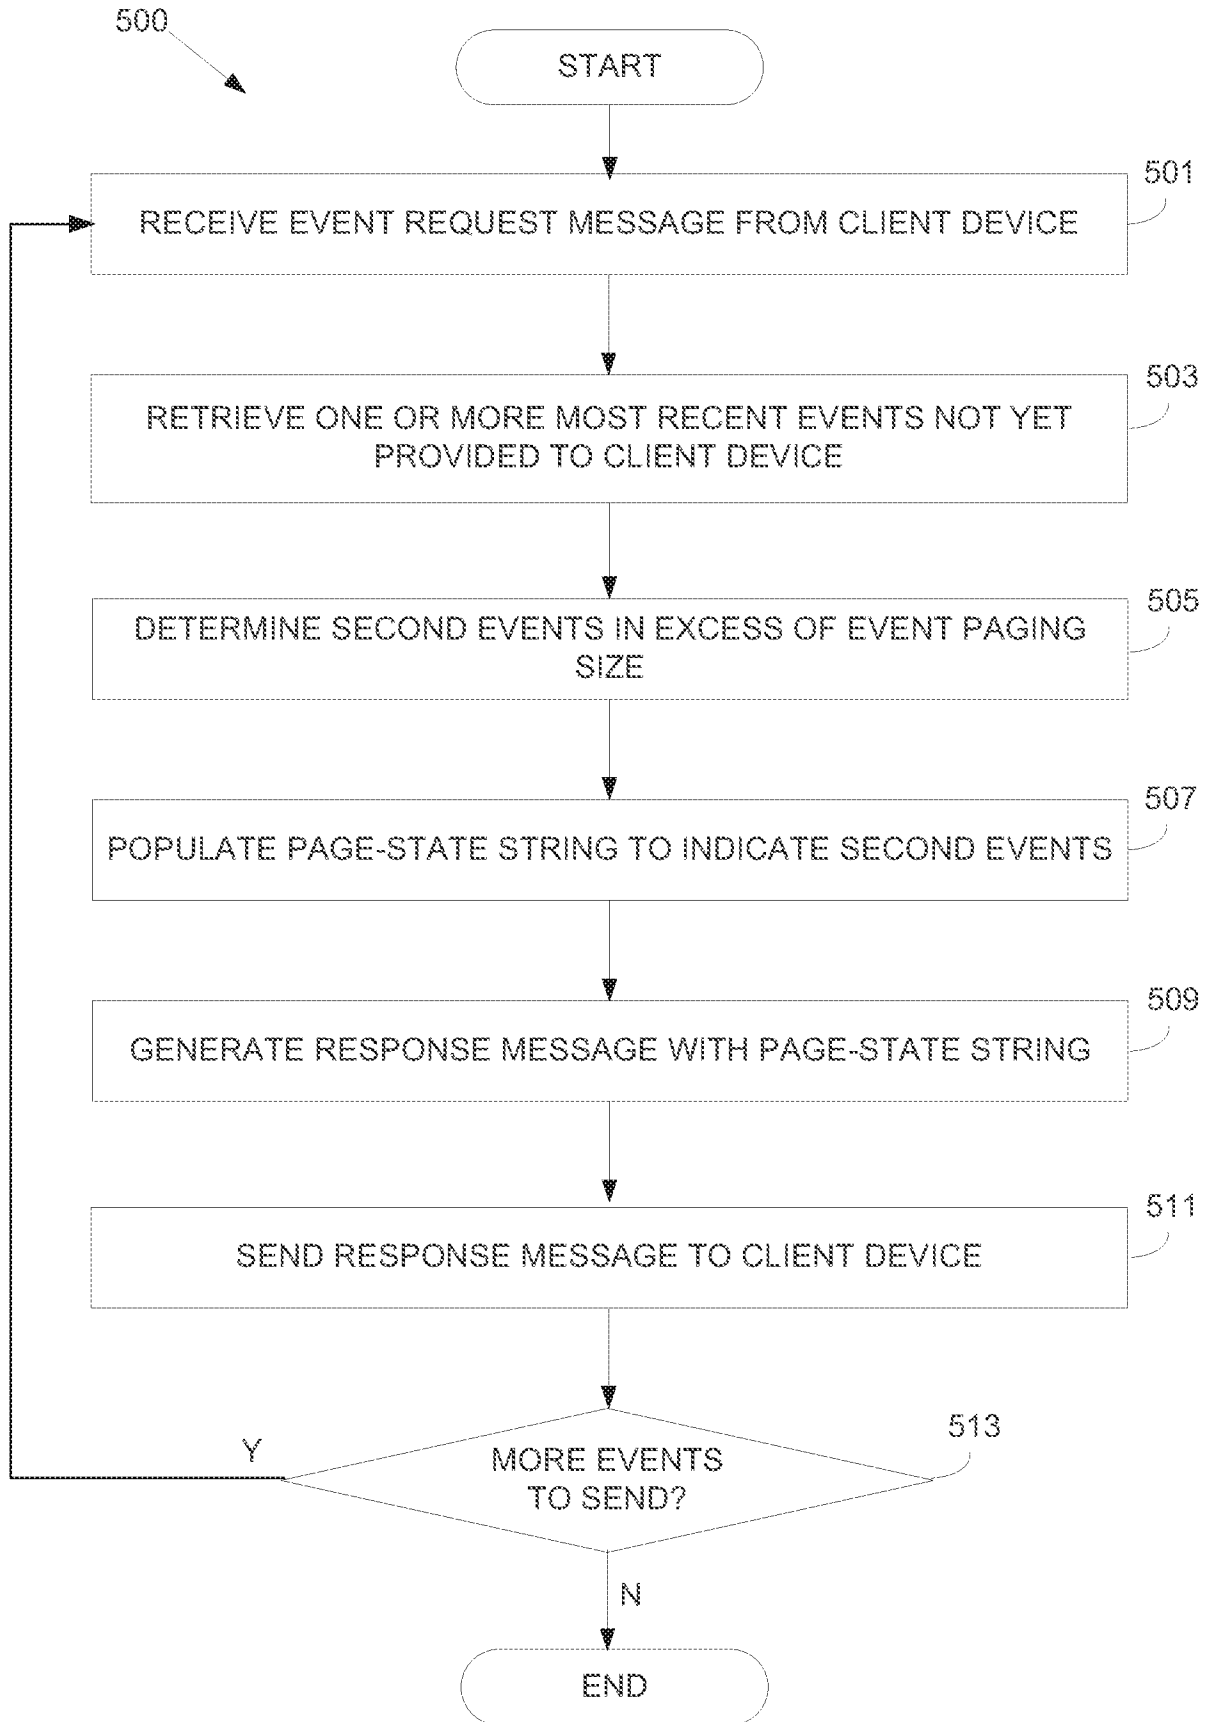 500
START
501
RECEIVE EVENT REQUEST MESSAGE FROM CLIENT DEVICE
503
RETRIEVE ONE OR MORE MOST RECENT EVENTS NOT YET
PROVIDED TO CLIENT DEVICE
505
DETERMINE SECOND EVENTS IN EXCESS OF EVENT PAGING
SIZE
507
POPULATE PAGE-STATE STRING TO INDICATE SECOND EVENTS
509
GENERATE RESPONSE MESSAGE WITH PAGE-STATE STRING
511
SEND RESPONSE MESSAGE TO CLIENT DEVICE
513
Y
MORE EVENTS
TO SEND?
N
END